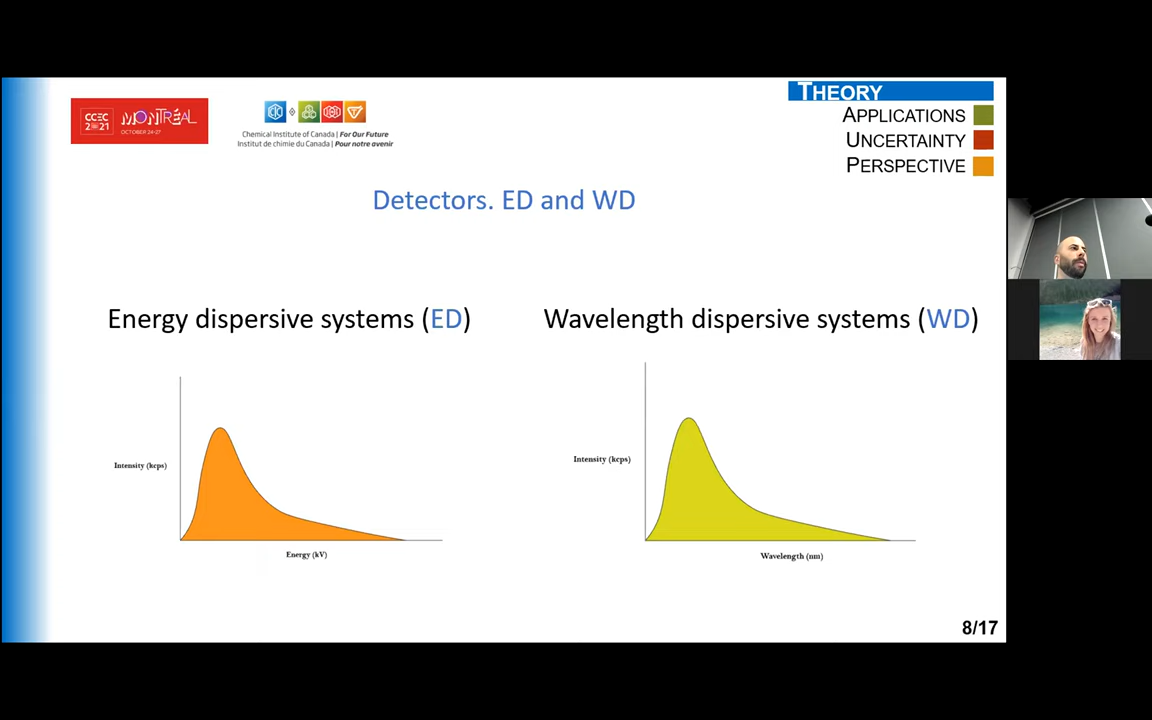 CCEC
2021
MONTRÉAL
OCTOBER 24-27
Chemical Institute of Canada | For Our Future
Institut de chimie du Canada | Pour notre avenir
THEORY
APPLICATIONS
UNCERTAINTY
PERSPECTIVE
Detectors. ED and WD
Energy dispersive systems (ED)
Wavelength dispersive systems (WD)
Intensity (kcps)
Energy (kV)
Intensity (kcps)
Wavelength (nm)
8/17